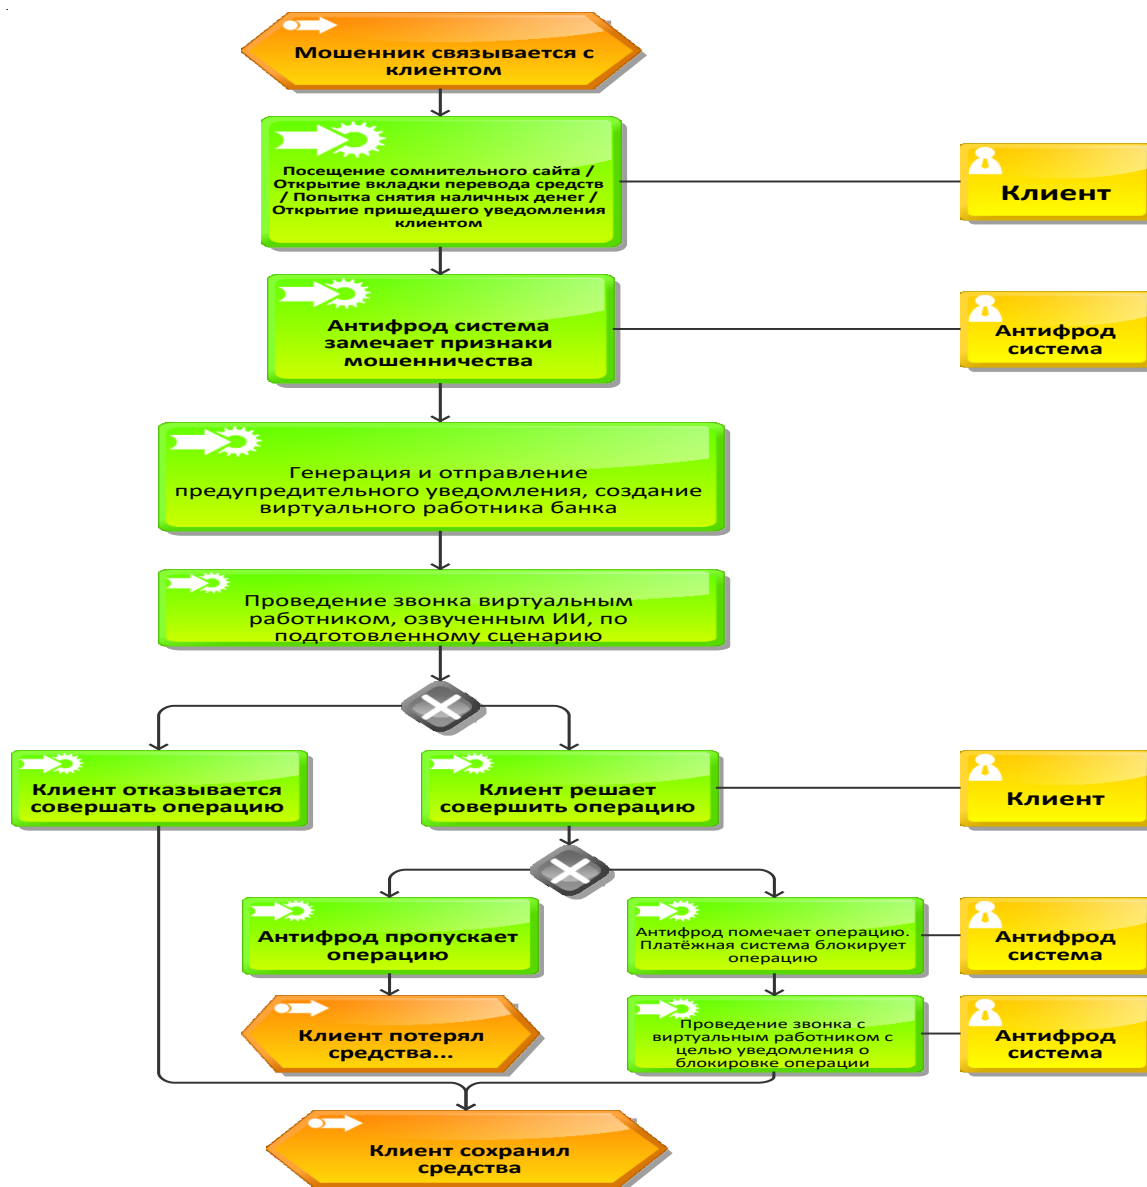 Мошенник связывается с
клиентом
Посещение сомнительного сайта /
Открытие вкладки перевода средств
/ Попытка снятия наличных денег /
Открытие пришедшего уведомления
клиентом
Клиент
Антифрод система
замечает признаки
мошенничества
Антифрод
система
Генерация и отправление
предупредительного уведомления, создание
виртуального работника банка
Проведение звонка виртуальным
работником, озвученным ИИ, по
подготовленному сценарию
Клиент отказывается
совершать операцию
Клиент решает
совершить операцию
Клиент
Антифрод пропускает
операцию
Антифрод помечает операцию.
Платёжная система блокирует
операцию
Антифрод
система
Клиент потерял
средства...
Проведение звонка с
виртуальным работником с
целью уведомления о
блокировке операции
Антифрод
система
Клиент сохранил
средства